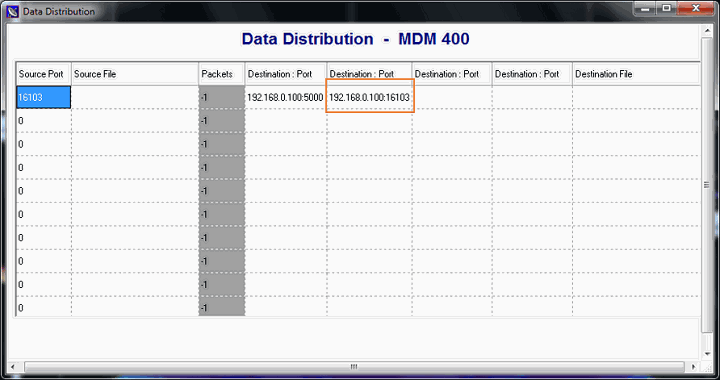 Data Distribution
Data Distribution - MDM 400
Source Port Source File Packets Destination : Port Destination : Port Destination : Port Destination : Port Destination File
16103 -1 192.168.0.100:5000 192.168.0.100:16103
0 -1
0 -1
0 -1
0 -1
0 -1
0 -1
0 -1
0 -1
0 -1